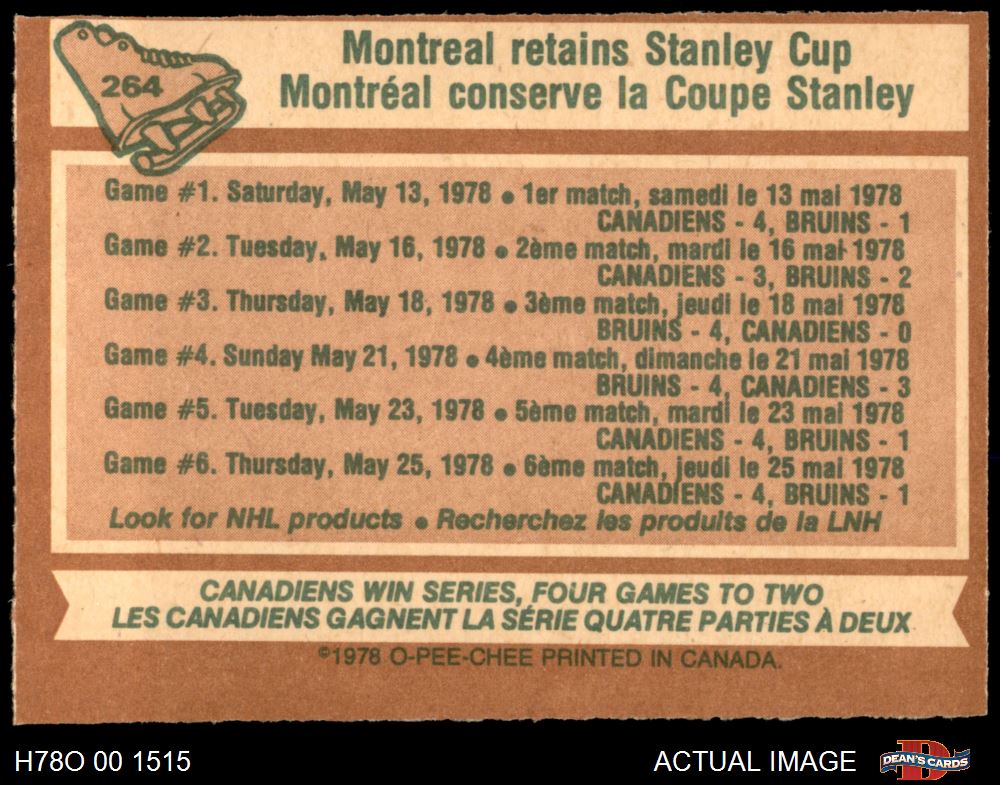 264
Montreal retains Stanley Cup
Montréal conserve la Coupe Stanley
Game #1. Saturday, May 13, 1978 • 1er match, samedi le 13 mai 1978
CANADIENS - 4, BRUINS - 1
Game #2. Tuesday, May 16, 1978 • 2ème match, mardi le 16 mai 1978
CANADIENS - 3, BRUINS - 2
Game #3. Thursday, May 18, 1978 • 3ème match, jeudi le 18 mai 1978
BRUINS - 4, CANADIENS - 0
Game #4. Sunday May 21, 1978 • 4ème match, dimanche le 21 mai 1978
BRUINS - 4, CANADIENS - 3
Game #5. Tuesday, May 23, 1978 • 5ème match, mardi le 23 mai 1978
CANADIENS - 4, BRUINS - 1
Game #6. Thursday, May 25, 1978 • 6ème match, jeudi le 25 mai 1978
CANADIENS - 4, BRUINS - 1
Look for NHL products • Recherchez les produits de la LNH
CANADIENS WIN SERIES, FOUR GAMES TO TWO
LES CANADIENS GAGNENT LA SÉRIE QUATRE PARTIES À DEUX
©1978 O-PEE-CHEE PRINTED IN CANADA.
H78O 00 1515
ACTUAL IMAGE
D
DEAN'S CARDS